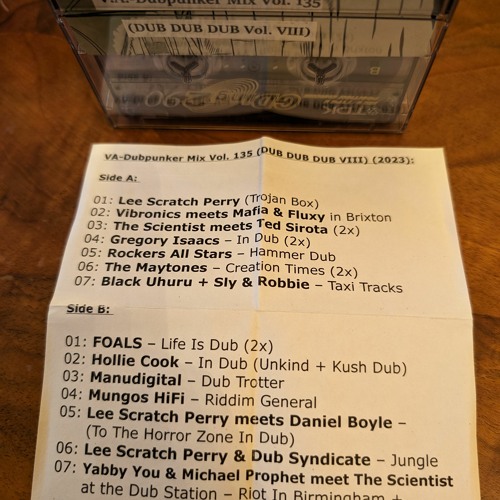 VA-Dubpunker Mix Vol. 135
(DUB DUB DUB Vol. VIII)
B
90
VA-Dubpunker Mix Vol. 135 (DUB DUB DUB VIII) (2023):
Side A:
01: Lee Scratch Perry (Trojan Box)
02: Vibronics meets Mafia & Fluxy in Brixton
03: The Scientist meets Ted Sirota (2x)
04: Gregory Isaacs – In Dub (2x)
05: Rockers All Stars – Hammer Dub
06: The Maytones – Creation Times (2x)
07: Black Uhuru + Sly & Robbie – Taxi Tracks
Side B:
01: FOALS – Life Is Dub (2x)
02: Hollie Cook – In Dub (Unkind + Kush Dub)
03: Manudigital – Dub Trotter
04: Mungos HiFi – Riddim General
05: Lee Scratch Perry meets Daniel Boyle –
(To The Horror Zone In Dub)
06: Lee Scratch Perry & Dub Syndicate – Jungle
07: Yabby You & Michael Prophet meet The Scientist
at the Dub Station – Riot In Birmingham +